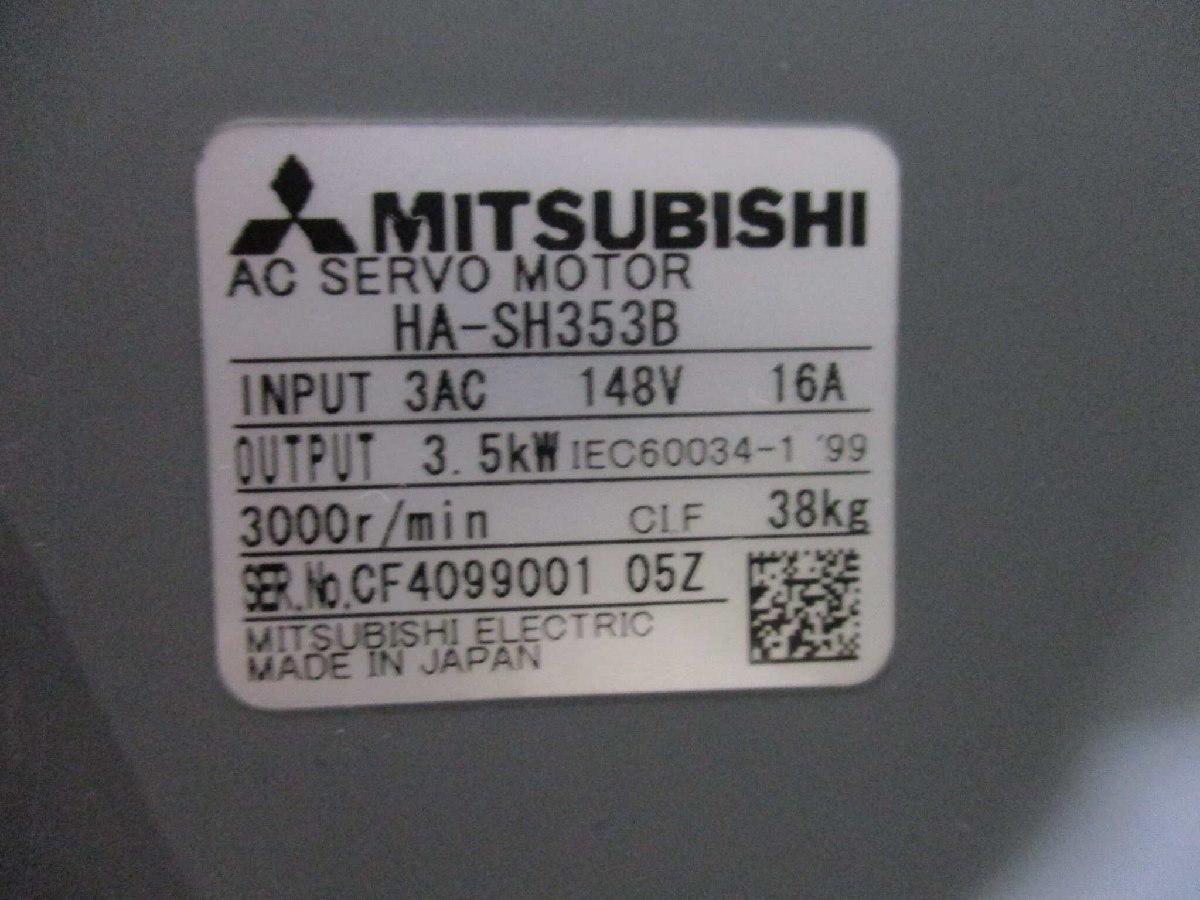 MITSUBISHI
AC SERVO MOTOR
HA-SH353B
INPUT 3AC 148V 16A
OUTPUT 3.5kW IEC60034-1 '99
3000r/min CI.F 38kg
SER.No.CF4099001 05Z
MITSUBISHI ELECTRIC
MADE IN JAPAN